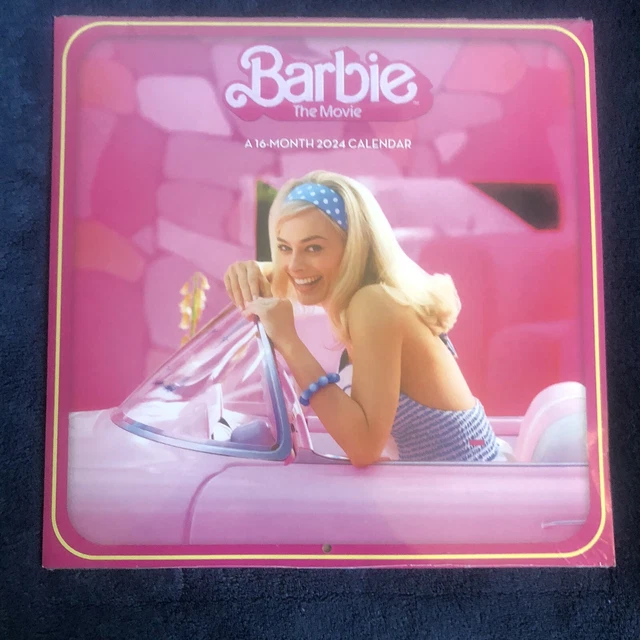 Barbie
The Movie
A 16-MONTH 2024 CALENDAR